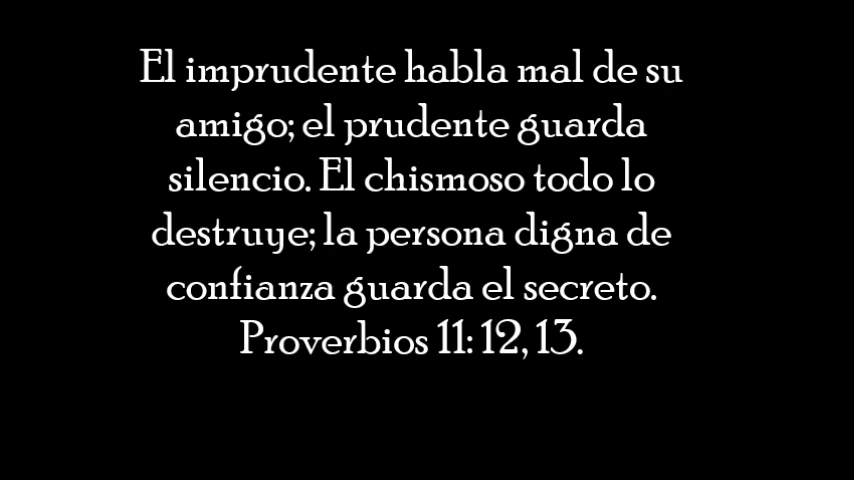 El imprudente habla mal de su
amigo; el prudente guarda
silencio. El chismoso todo lo
destruye; la persona digna de
confianza guarda el secreto.
Proverbios 11: 12, 13.